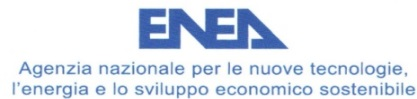 ENEA
Agenzia nazionale per le nuove tecnologie,
l'energia e lo sviluppo economico sostenibile